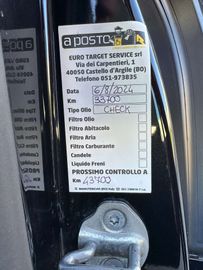 a posto
EURO TARGET SERVICE srl
Via dei Carpentieri, 1
40050 Castello d'Argile (BO)
Telefono 051-973835
Data 6/8/2024
Km 33700
Tipo Olio CHECK
Filtro Olio
Filtro Abitacolo
Filtro Aria
Filtro Carburante
Candele
Liquido Freni
PROSSIMO CONTROLLO A
Km 43700